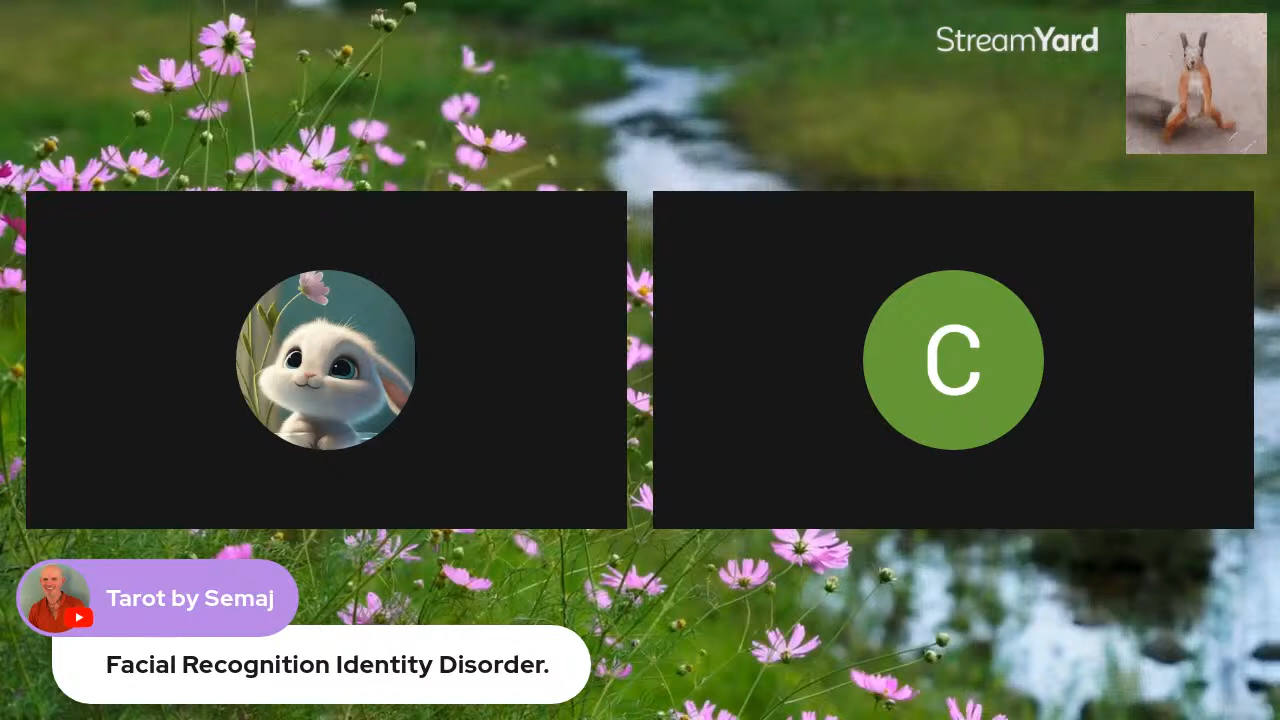 StreamYard
C
Tarot by Semaj
Facial Recognition Identity Disorder.